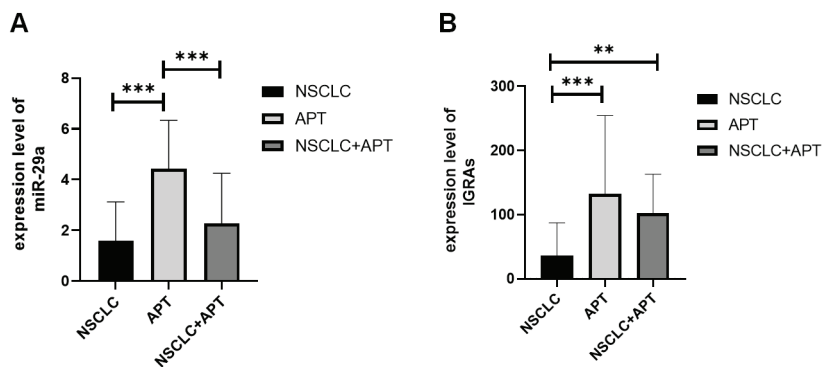 A
***
***
8
6
4
2
0
expression level of
miR-29a
NSCLC
APT
NSCLC+APT
NSCLC
APT
NSCLC+APT
B
**
***
300
200
100
0
expression level of
IGRAs
NSCLC
APT
NSCLC+APT
NSCLC
APT
NSCLC+APT